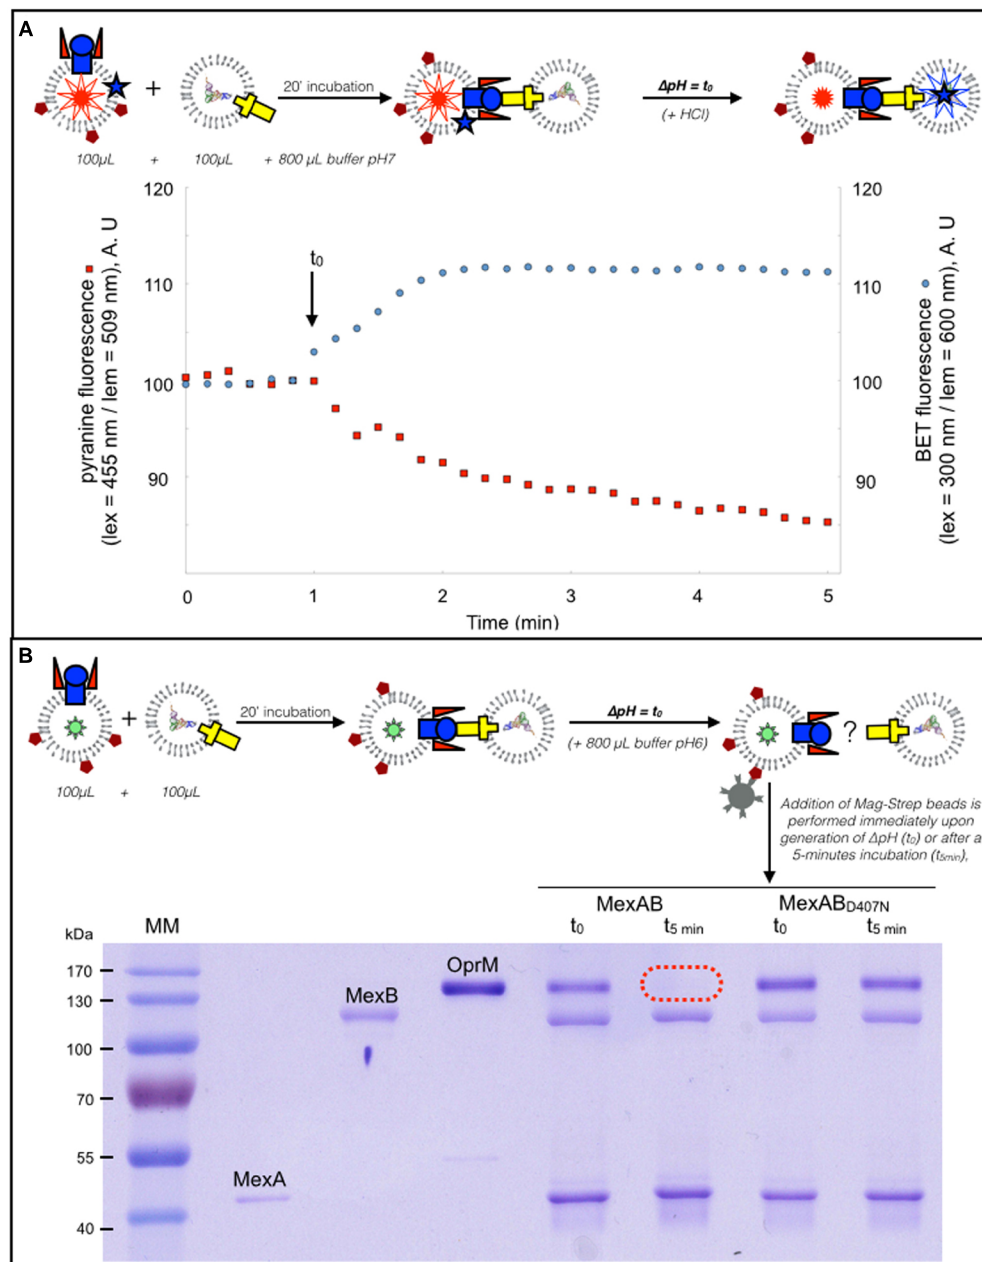 A
+
20' incubation
ΔpH = t0
(+ HCl)
100µL + 100µL + 800 µL buffer pH7
120
110
100
90
120
110
100
90
pyranine fluorescence
(lex = 455 nm / lem = 509 nm), A. U
BET fluorescence
(lex = 300 nm / lem = 600 nm), A. U
t0
0 1 2 3 4 5
Time (min)
B
+
20' incubation
ΔpH = t0
(+ 800 µL buffer pH6)
?
100µL + 100µL
Addition of Mag-Strep beads is
performed immediately upon
generation of ΔpH (t0) or after a
5-minutes incubation (t5min),
MexAB MexABD407N
t0 t5 min t0 t5 min
kDa
MM
170
130
100
70
55
40
MexA
MexB
OprM